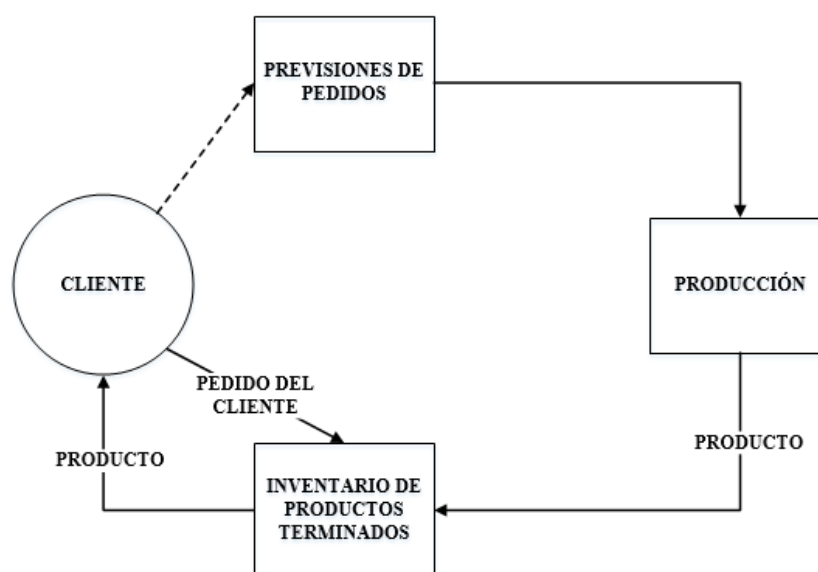 PREVISIONES DE
PEDIDOS
CLIENTE
PRODUCCIÓN
PEDIDO DEL
CLIENTE
PRODUCTO
PRODUCTO
INVENTARIO DE
PRODUCTOS
TERMINADOS